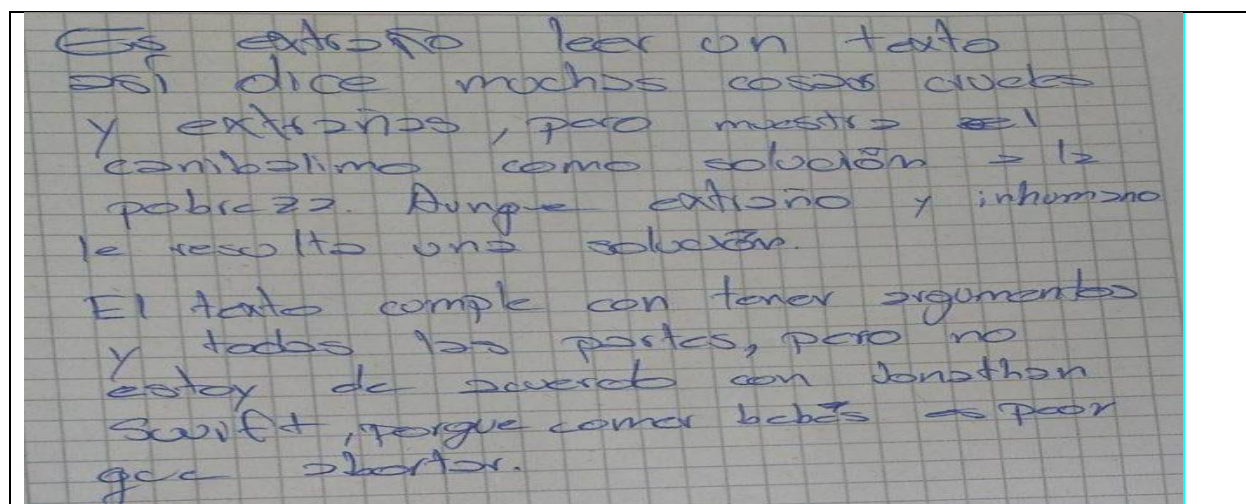 Es extraño leer un texto
así dice muchas cosas crueles
y extrañas, pero muestra el
canibalimo como solución a la
pobreza. Aunque extraño y inhumano
le resulta una solución.
El texto cumple con tener argumentos
y todas las partes, pero no
estoy de acuerdo con Jonathan
Swift, porque comer bebés es peor
que abortar.